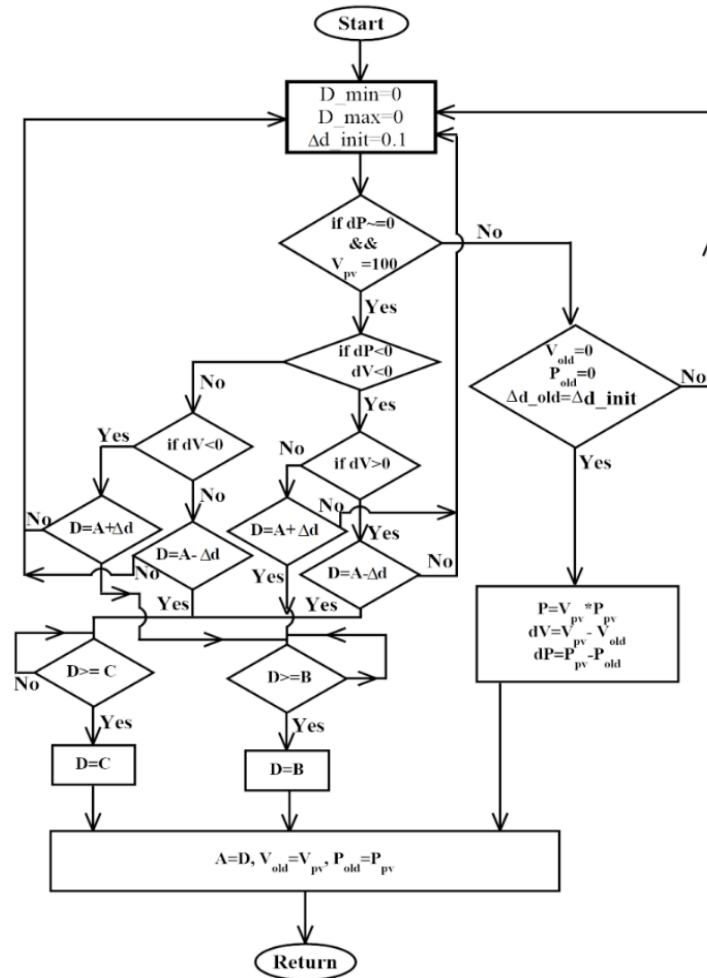 Start
D_min=0
D_max=0
Δd_init=0.1
if dP~=0
&&
V_pv =100
No
Yes
if dP<0
dV<0
No
Yes
V_old=0
P_old=0
Δd_old=Δd_init
No
Yes
Yes
if dV<0
No
No
if dV>0
Yes
No
D=A+Δd
No
D=A- Δd
Yes
D=A+Δd
No
Yes
D=A-Δd
No
Yes
P=V_pv *P_pv
dV=V_pv- V_old
dP=P_pv-P_old
D>= C
No
Yes
D>=B
Yes
D=C
D=B
A=D, V_old=V_pv, P_old=P_pv
Return